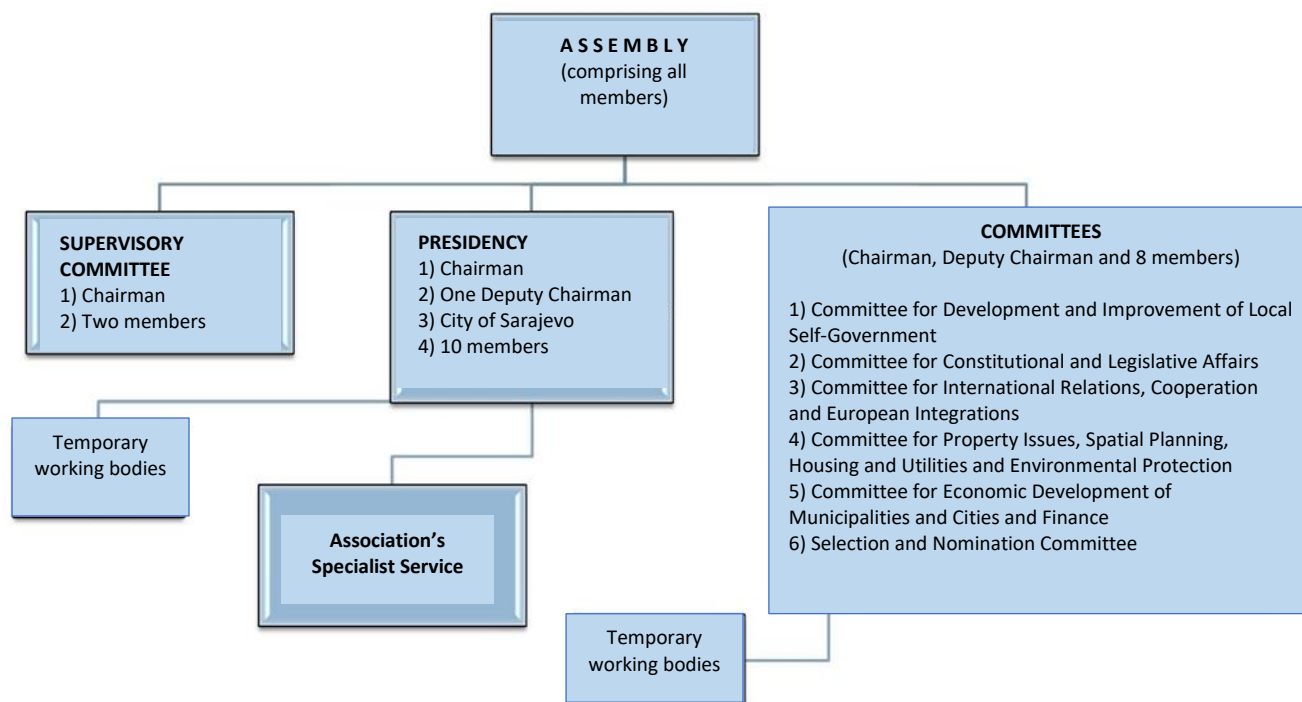 A S S E M B L Y
(comprising all
members)
SUPERVISORY
COMMITTEE
1) Chairman
2) Two members
PRESIDENCY
1) Chairman
2) One Deputy Chairman
3) City of Sarajevo
4) 10 members
COMMITTEES
(Chairman, Deputy Chairman and 8 members)
1) Committee for Development and Improvement of Local
Self-Government
2) Committee for Constitutional and Legislative Affairs
3) Committee for International Relations, Cooperation
and European Integrations
4) Committee for Property Issues, Spatial Planning,
Housing and Utilities and Environmental Protection
5) Committee for Economic Development of
Municipalities and Cities and Finance
6) Selection and Nomination Committee
Temporary
working bodies
Association’s
Specialist Service
Temporary
working bodies